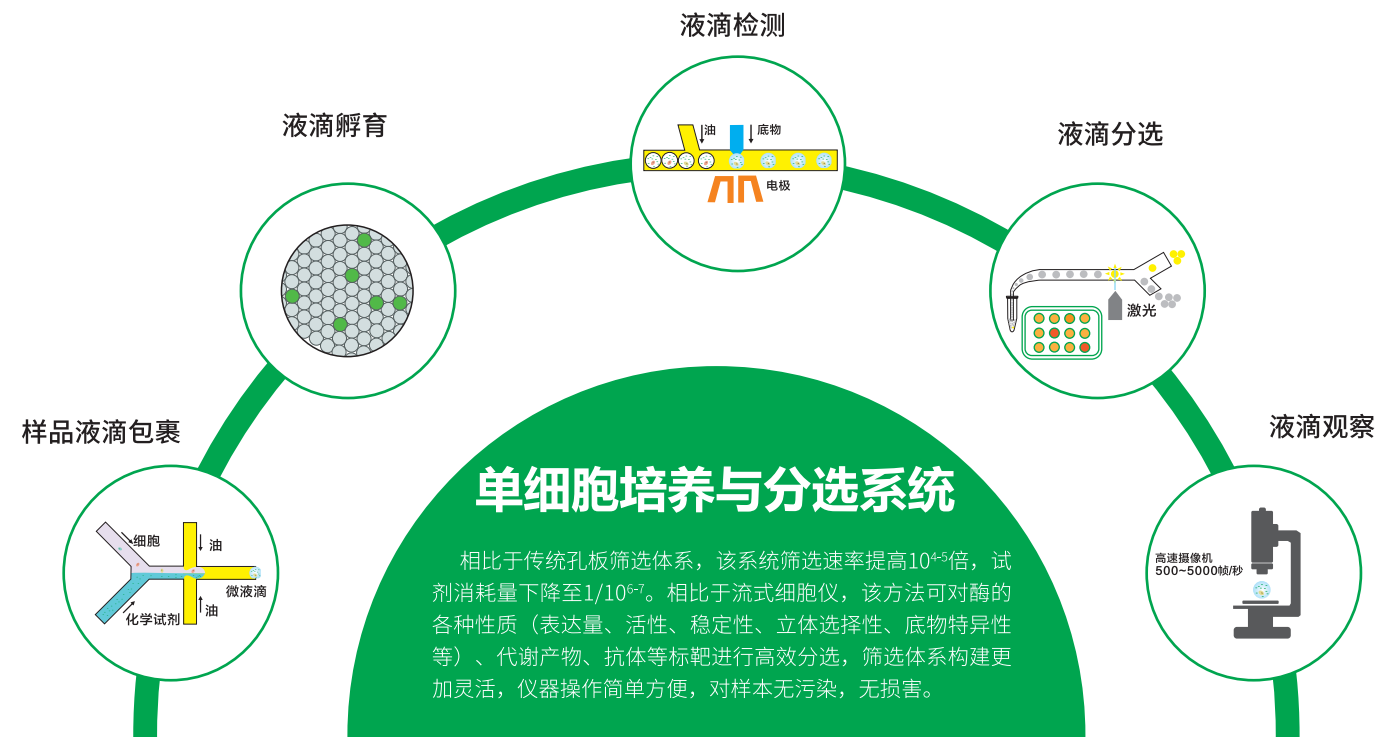 液滴检测
液滴孵育
液滴分选
油
底物
电极
激光
样品液滴包裹
液滴观察
细胞
油
微液滴
化学试剂
油
高速摄像机
500~5000帧/秒
单细胞培养与分选系统
相比于传统孔板筛选体系，该系统筛选速率提高10⁴⁻⁵倍，试
剂消耗量下降至1/10⁶⁻⁷。相比于流式细胞仪，该方法可对酶的
各种性质（表达量、活性、稳定性、立体选择性、底物特异性
等）、代谢产物、抗体等标靶进行高效分选，筛选体系构建更
加灵活，仪器操作简单方便，对样本无污染，无损害。